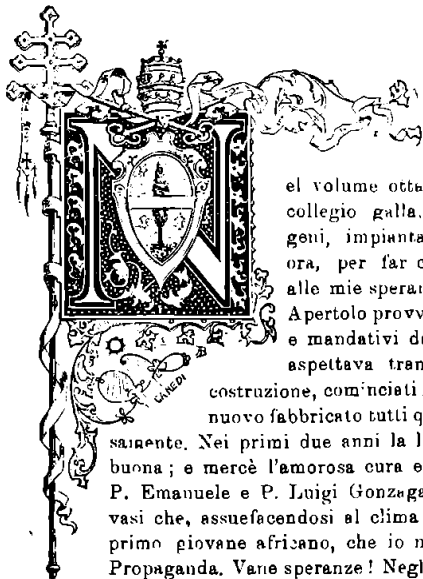 N
el volume otta
collegio galla,
geni, impianta
ora, per far c
alle mie speran
Apertolo provv
e mandativi de
aspettava tran
costruzione, cominciati
nuovo fabbricato tutti q
samente. Nei primi due anni la l
buona; e mercè l'amorosa cura e
P. Emanuele e P. Luigi Gonzaga
vasi che, assuefacendosi al clima
primo giovane africano, che io n
Propaganda. Vane speranze! Negl
CANEDI